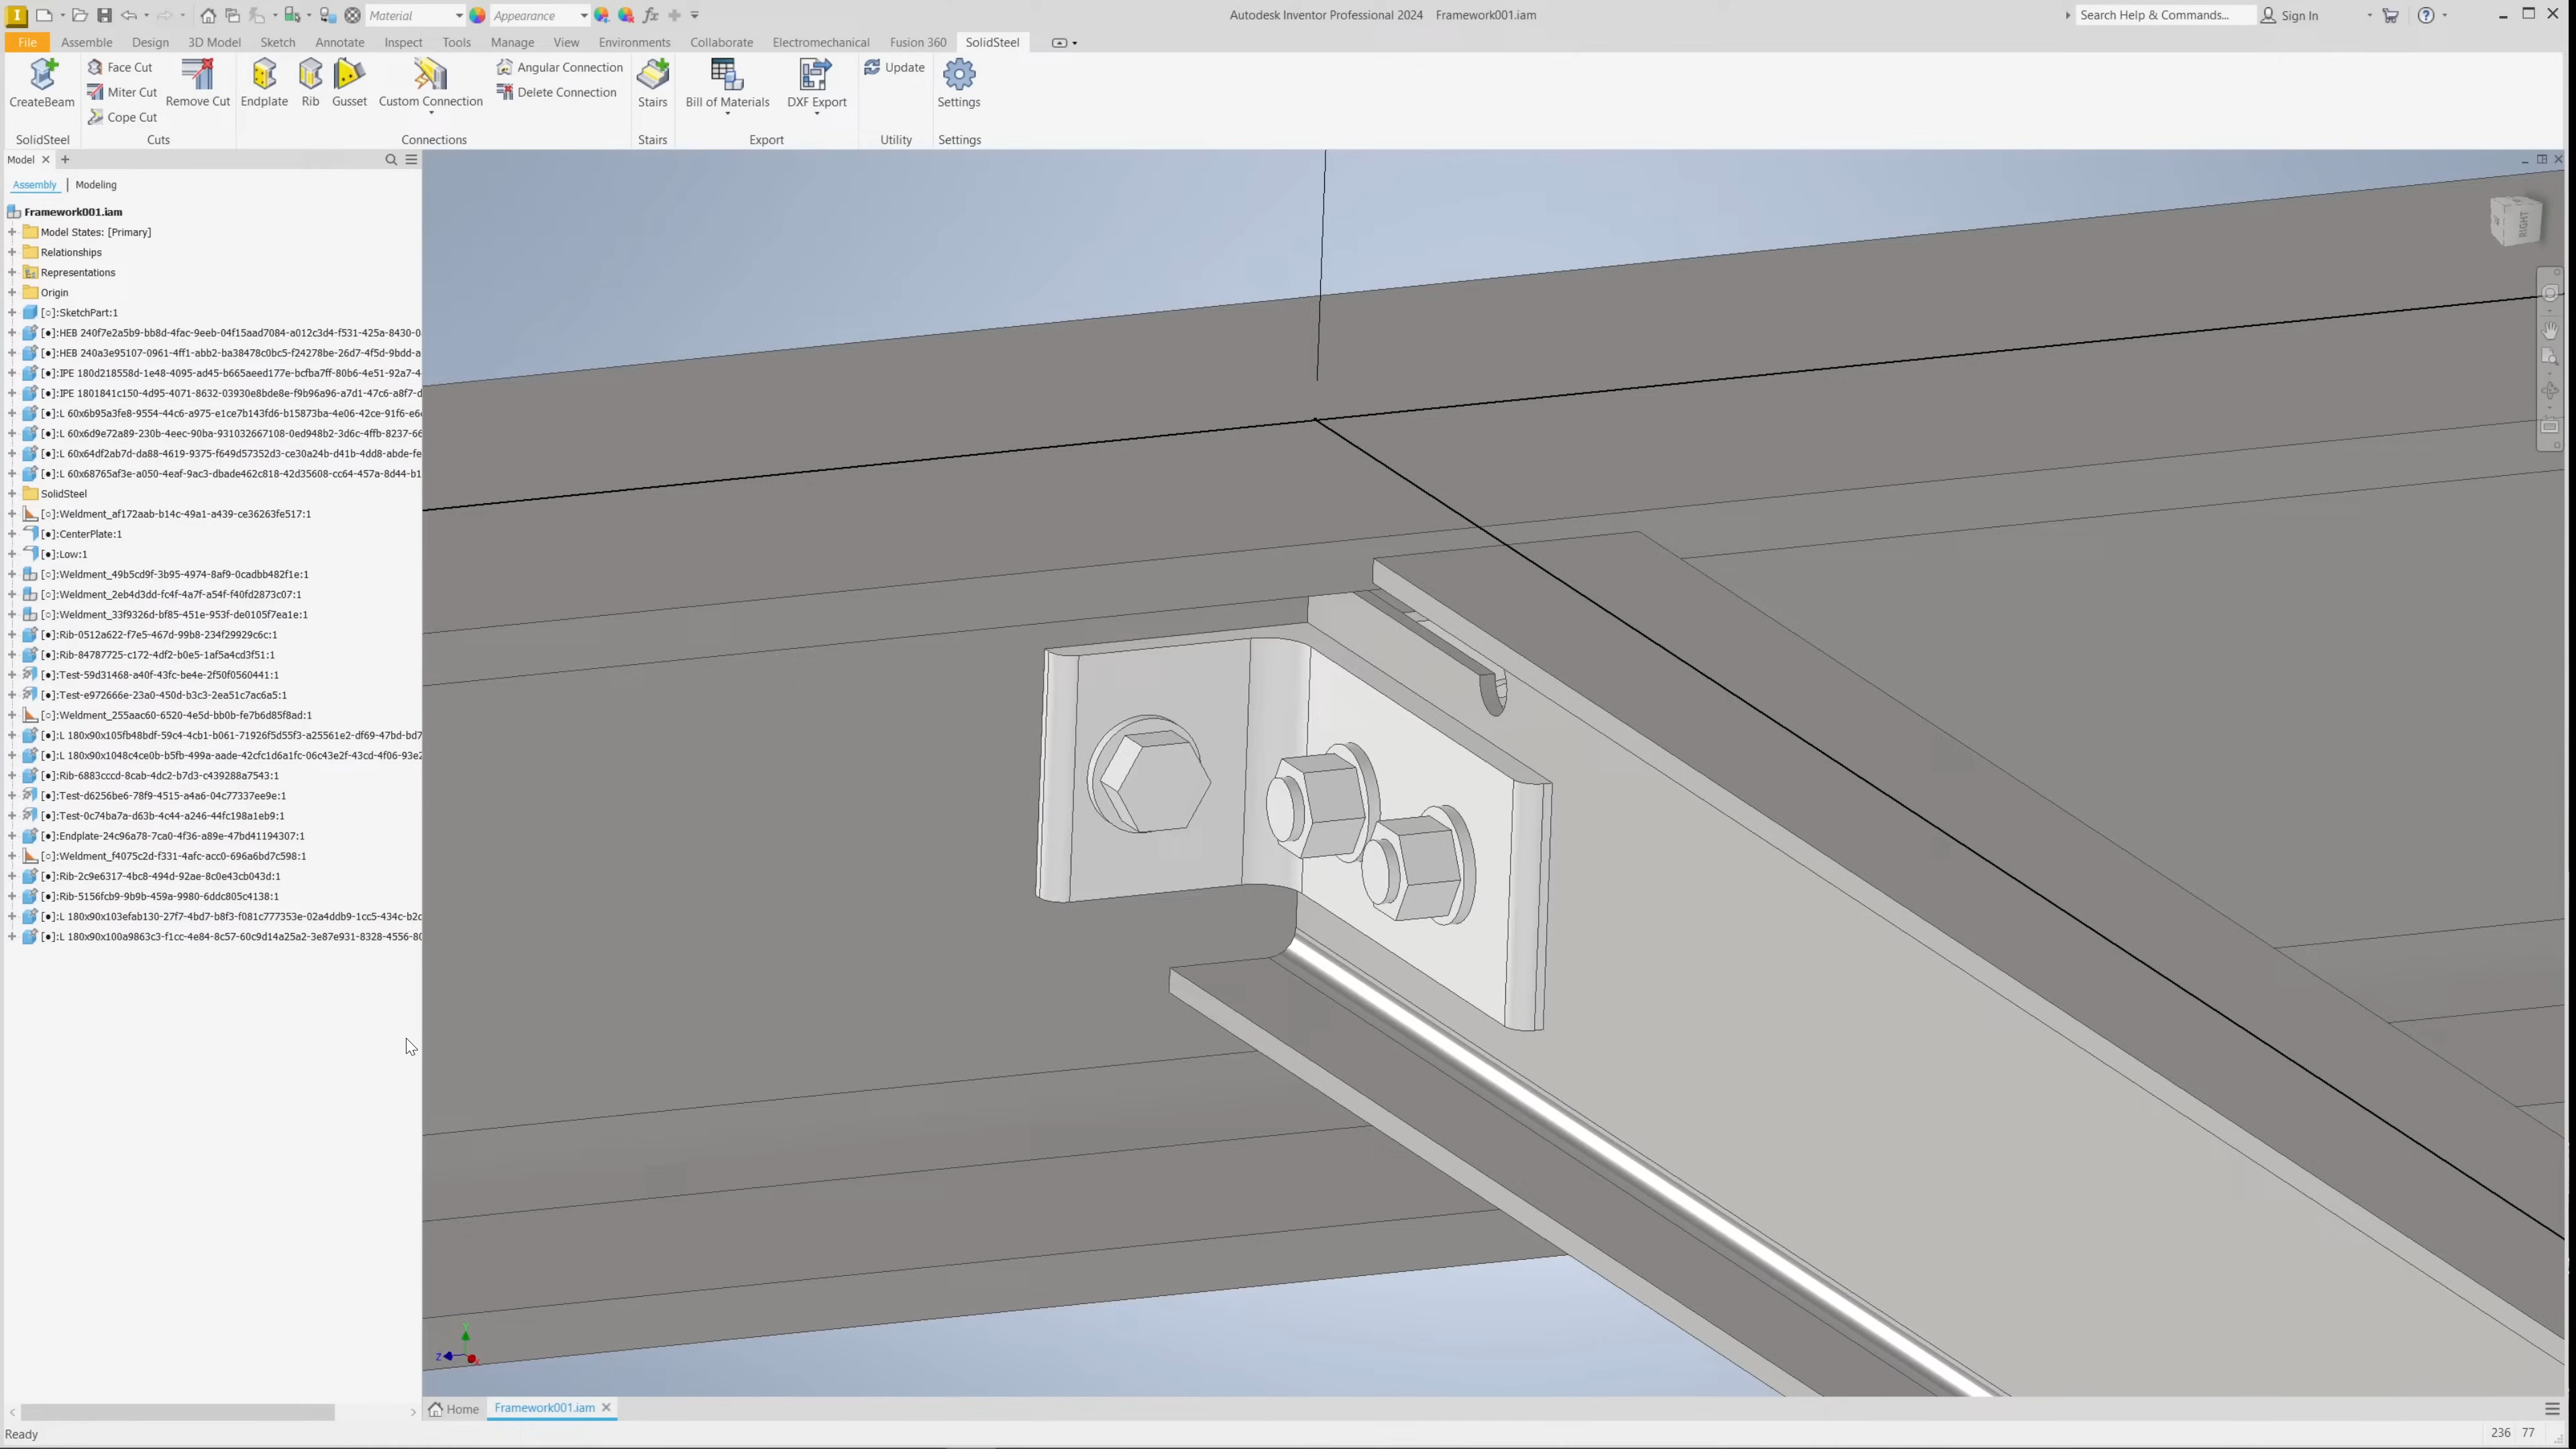 Material
Appearance
fx
Autodesk Inventor Professional 2024 Framework001.iam
Search Help & Commands...
Sign In
File Assemble Design 3D Model Sketch Annotate Inspect Tools Manage View Environments Collaborate Electromechanical Fusion 360 SolidSteel
CreateBeam
Face Cut
Miter Cut
Cope Cut
Remove Cut
Endplate
Rib
Gusset
Custom Connection
Angular Connection
Delete Connection
Stairs
Bill of Materials
DXF Export
Update
Settings
SolidSteel Cuts Connections Stairs Export Utility Settings
Model
Assembly | Modeling
Framework001.iam
Model States: [Primary]
Relationships
Representations
Origin
[○]:SketchPart:1
[●]:HEB 240f7e2a5b9-bb8d-4fac-9eeb-04f15aad7084-a012c3d4-f531-425a-8430-0
[●]:HEB 240a3e95107-0961-4ff1-abb2-ba38478c0bc5-f24278be-26d7-4f5d-9bdd-a
[●]:IPE 180d218558d-1e48-4095-ad45-b665aeed177e-bcfba7ff-80b6-4e51-92a7-4
[●]:IPE 1801841c150-4d95-4071-8632-03930e8bde8e-f9b96a96-a7d1-47c6-a8f7-d
[●]:L 60x6b95a3fe8-9554-44c6-a975-e1ce7b143fd6-b15873ba-4e06-42ce-91f6-e6
[●]:L 60x6d9e72a89-230b-4eec-90ba-931032667108-0ed948b2-3d6c-4ffb-8237-66
[●]:L 60x64df2ab7d-da88-4619-9375-f649d57352d3-ce30a24b-d41b-4dd8-abde-fe
[●]:L 60x68765af3e-a050-4eaf-9ac3-dbade462c818-42d35608-cc64-457a-8d44-b1
SolidSteel
[○]:Weldment_af172aab-b14c-49a1-a439-ce36263fe517:1
[●]:CenterPlate:1
[●]:Low:1
[○]:Weldment_49b5cd9f-3b95-4974-8af9-0cadbb482f1e:1
[○]:Weldment_2eb4d3dd-fc4f-4a7f-a54f-f40fd2873c07:1
[○]:Weldment_33f9326d-bf85-451e-953f-de0105f7ea1e:1
[●]:Rib-0512a622-f7e5-467d-99b8-234f29929c6c:1
[●]:Rib-84787725-c172-4df2-b0e5-1af5a4cd3f51:1
[●]:Test-59d31468-a40f-43fc-be4e-2f50f0560441:1
[●]:Test-e972666e-23a0-450d-b3c3-2ea51c7ac6a5:1
[○]:Weldment_255aac60-6520-4e5d-bb0b-fe7b6d85f8ad:1
[●]:L 180x90x105fb48bdf-59c4-4cb1-b061-71926f5d55f3-a25561e2-df69-47bd-bd7
[●]:L 180x90x1048c4ce0b-b5fb-499a-aade-42cfc1d6a1fc-06c43e2f-43cd-4f06-93e2
[●]:Rib-6883cccd-8cab-4dc2-b7d3-c439288a7543:1
[●]:Test-d6256be6-78f9-4515-a4a6-04c77337ee9e:1
[●]:Test-0c74ba7a-d63b-4c44-a246-44fc198a1eb9:1
[●]:Endplate-24c96a78-7ca0-4f36-a89e-47bd41194307:1
[○]:Weldment_f4075c2d-f331-4afc-acc0-696a6bd7c598:1
[●]:Rib-2c9e6317-4bc8-494d-92ae-8c0e43cb043d:1
[●]:Rib-5156fcb9-9b9b-459a-9980-6ddc805c4138:1
[●]:L 180x90x103efab130-27f7-4bd7-b8f3-f081c777353e-02a4ddb9-1cc5-434c-b2c
[●]:L 180x90x100a9863c3-f1cc-4e84-8c57-60c9d14a25a2-3e87e931-8328-4556-80
RIGHT
Y
Z
Home
Framework001.iam
Ready
236 77